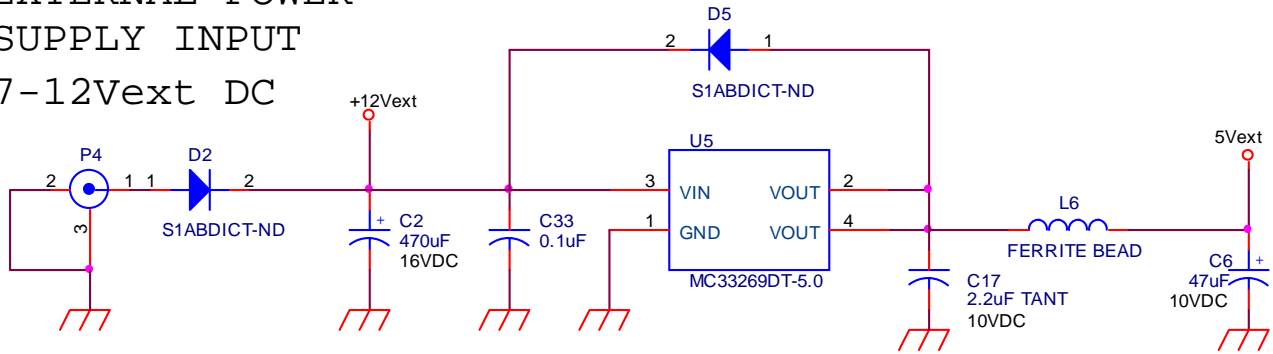 EXTERNAL POWER
SUPPLY INPUT
7-12Vext DC
D5
2
1
S1ABDICT-ND
+12Vext
P4
D2
2
1
1
2
3
S1ABDICT-ND
C2
+
470uF
16VDC
C33
0.1uF
U5
3
VIN
VOUT
2
1
GND
VOUT
4
MC33269DT-5.0
C17
2.2uF TANT
10VDC
L6
FERRITE BEAD
5Vext
C6
+
47uF
10VDC